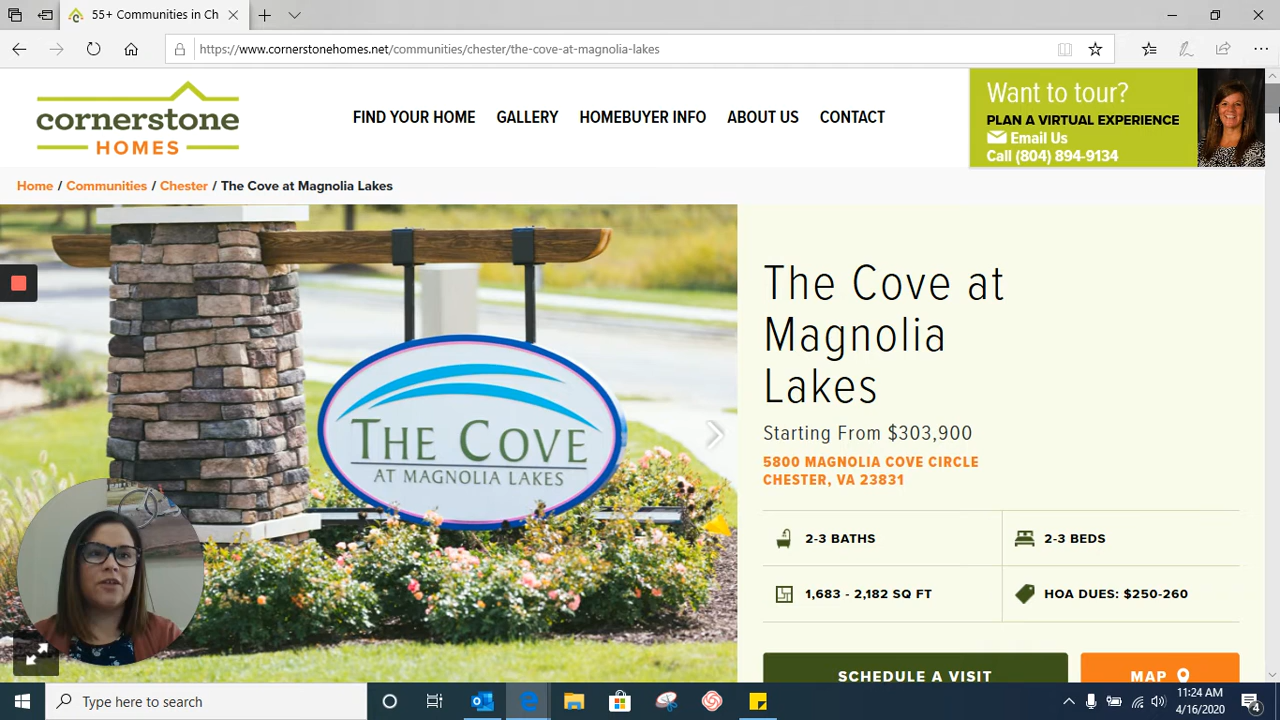 55+ Communities in Ch
https://www.cornerstonehomes.net/communities/chester/the-cove-at-magnolia-lakes
cornerstone
HOMES
FIND YOUR HOME
GALLERY
HOMEBUYER INFO
ABOUT US
CONTACT
Want to tour?
PLAN A VIRTUAL EXPERIENCE
Email Us
Call (804) 894-9134
Home / Communities / Chester / The Cove at Magnolia Lakes
THE COVE
AT MAGNOLIA LAKES
The Cove at
Magnolia
Lakes
Starting From $303,900
5800 MAGNOLIA COVE CIRCLE
CHESTER, VA 23831
2-3 BATHS
2-3 BEDS
1,683 - 2,182 SQ FT
HOA DUES: $250-260
SCHEDULE A VISIT
MAP
Type here to search
11:24 AM
4/16/2020
4